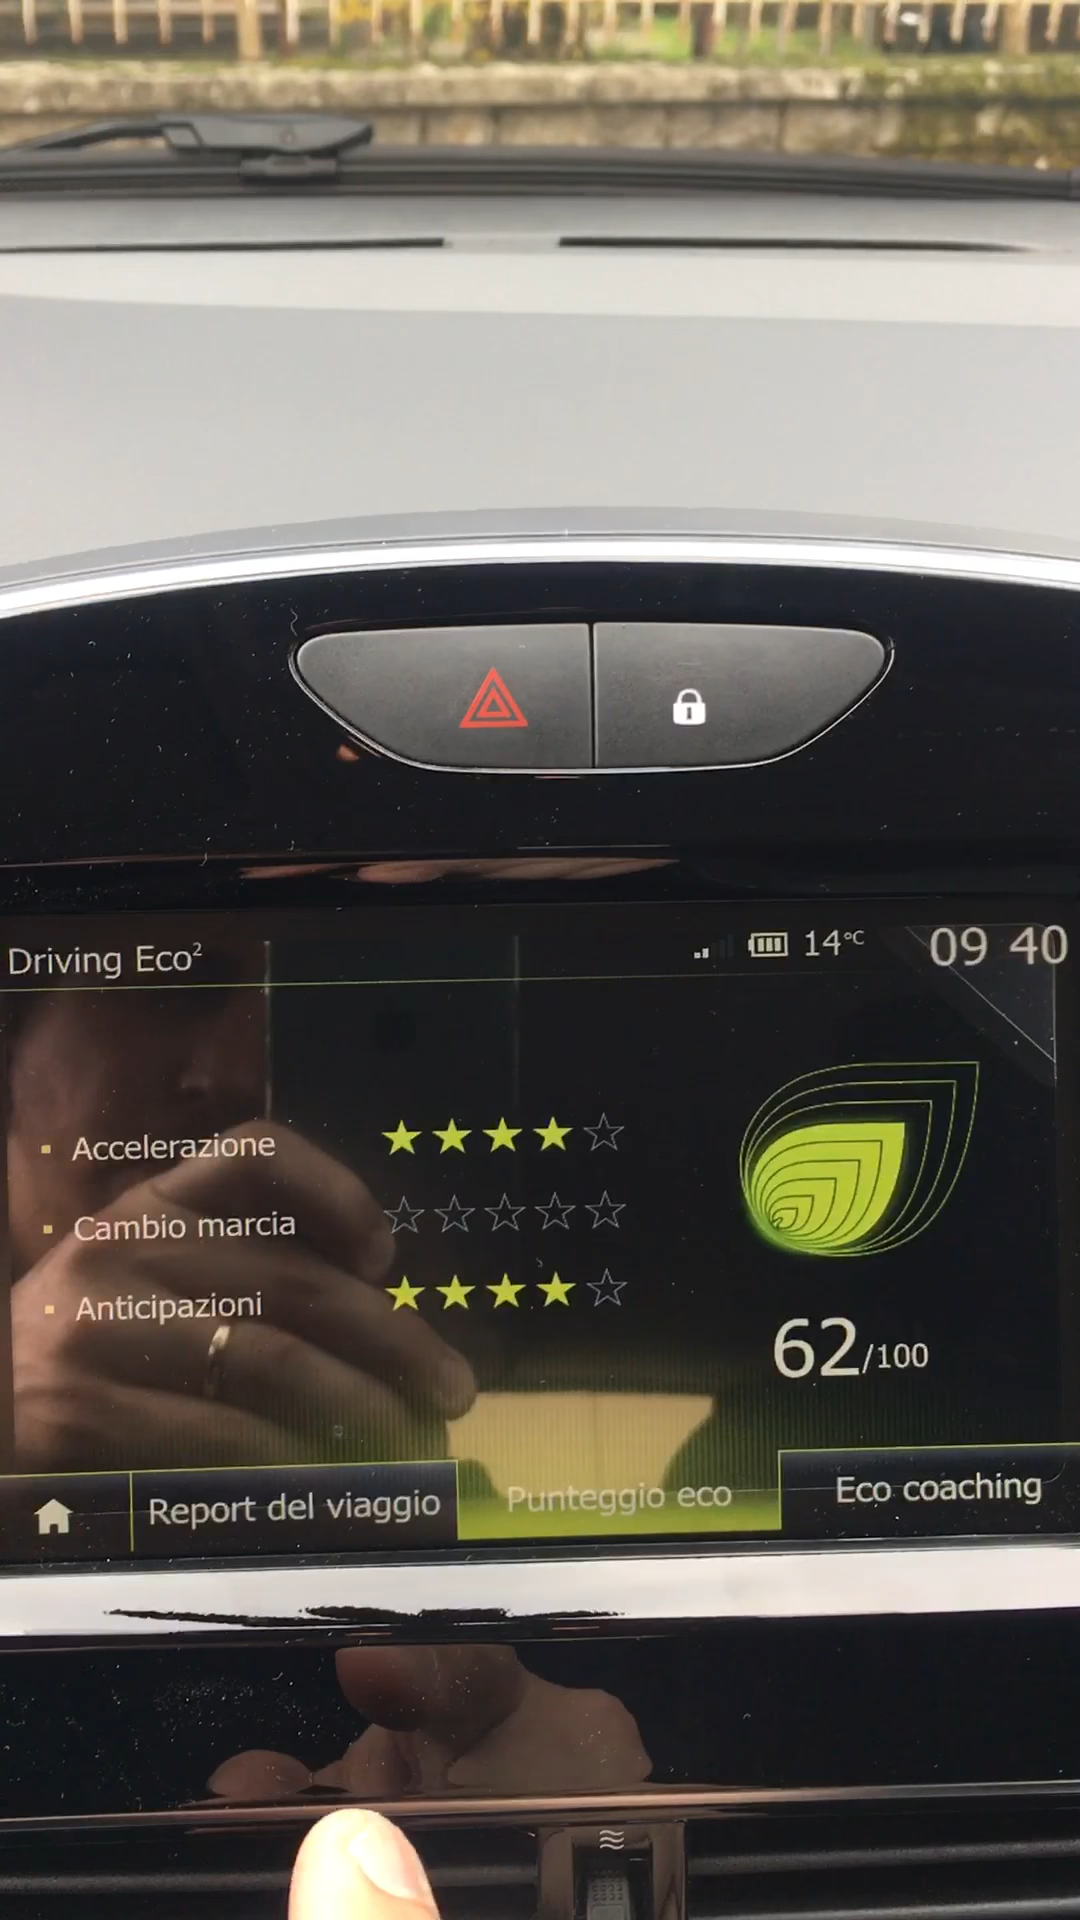 Driving Eco²
14°C
09 40
Accelerazione
Cambio marcia
Anticipazioni
62/100
Report del viaggio
Punteggio eco
Eco coaching